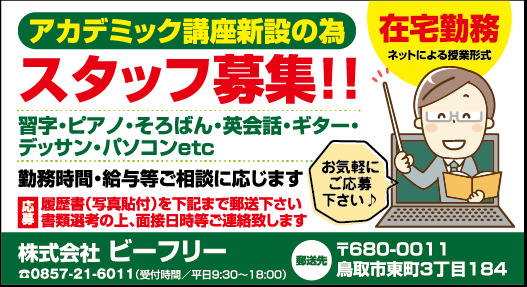 アカデミック講座新設の為
スタッフ募集!!
在宅勤務
ネットによる授業形式
習字・ピアノ・そろばん・英会話・ギター・
デッサン・パソコンetc
勤務時間・給与等ご相談に応じます
お気軽に
ご応募
下さい♪
応募
履歴書(写真貼付)を下記まで郵送下さい
書類選考の上、面接日時等ご連絡致します
株式会社 ビーフリー
☎0857-21-6011(受付時間/平日9:30~18:00)
郵送先
〒680-0011
鳥取市東町3丁目184